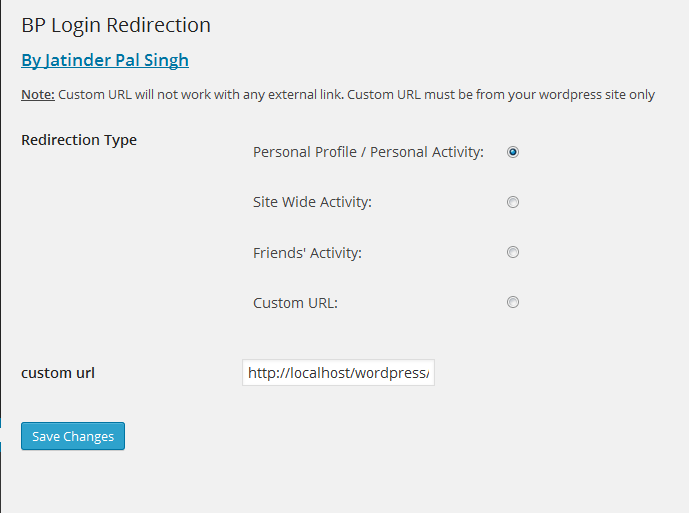 BP Login Redirection
By Jatinder Pal Singh
Note: Custom URL will not work with any external link. Custom URL must be from your wordpress site only
Redirection Type
Personal Profile / Personal Activity:
Site Wide Activity:
Friends' Activity:
Custom URL:
custom url
http://localhost/wordpress/
Save Changes